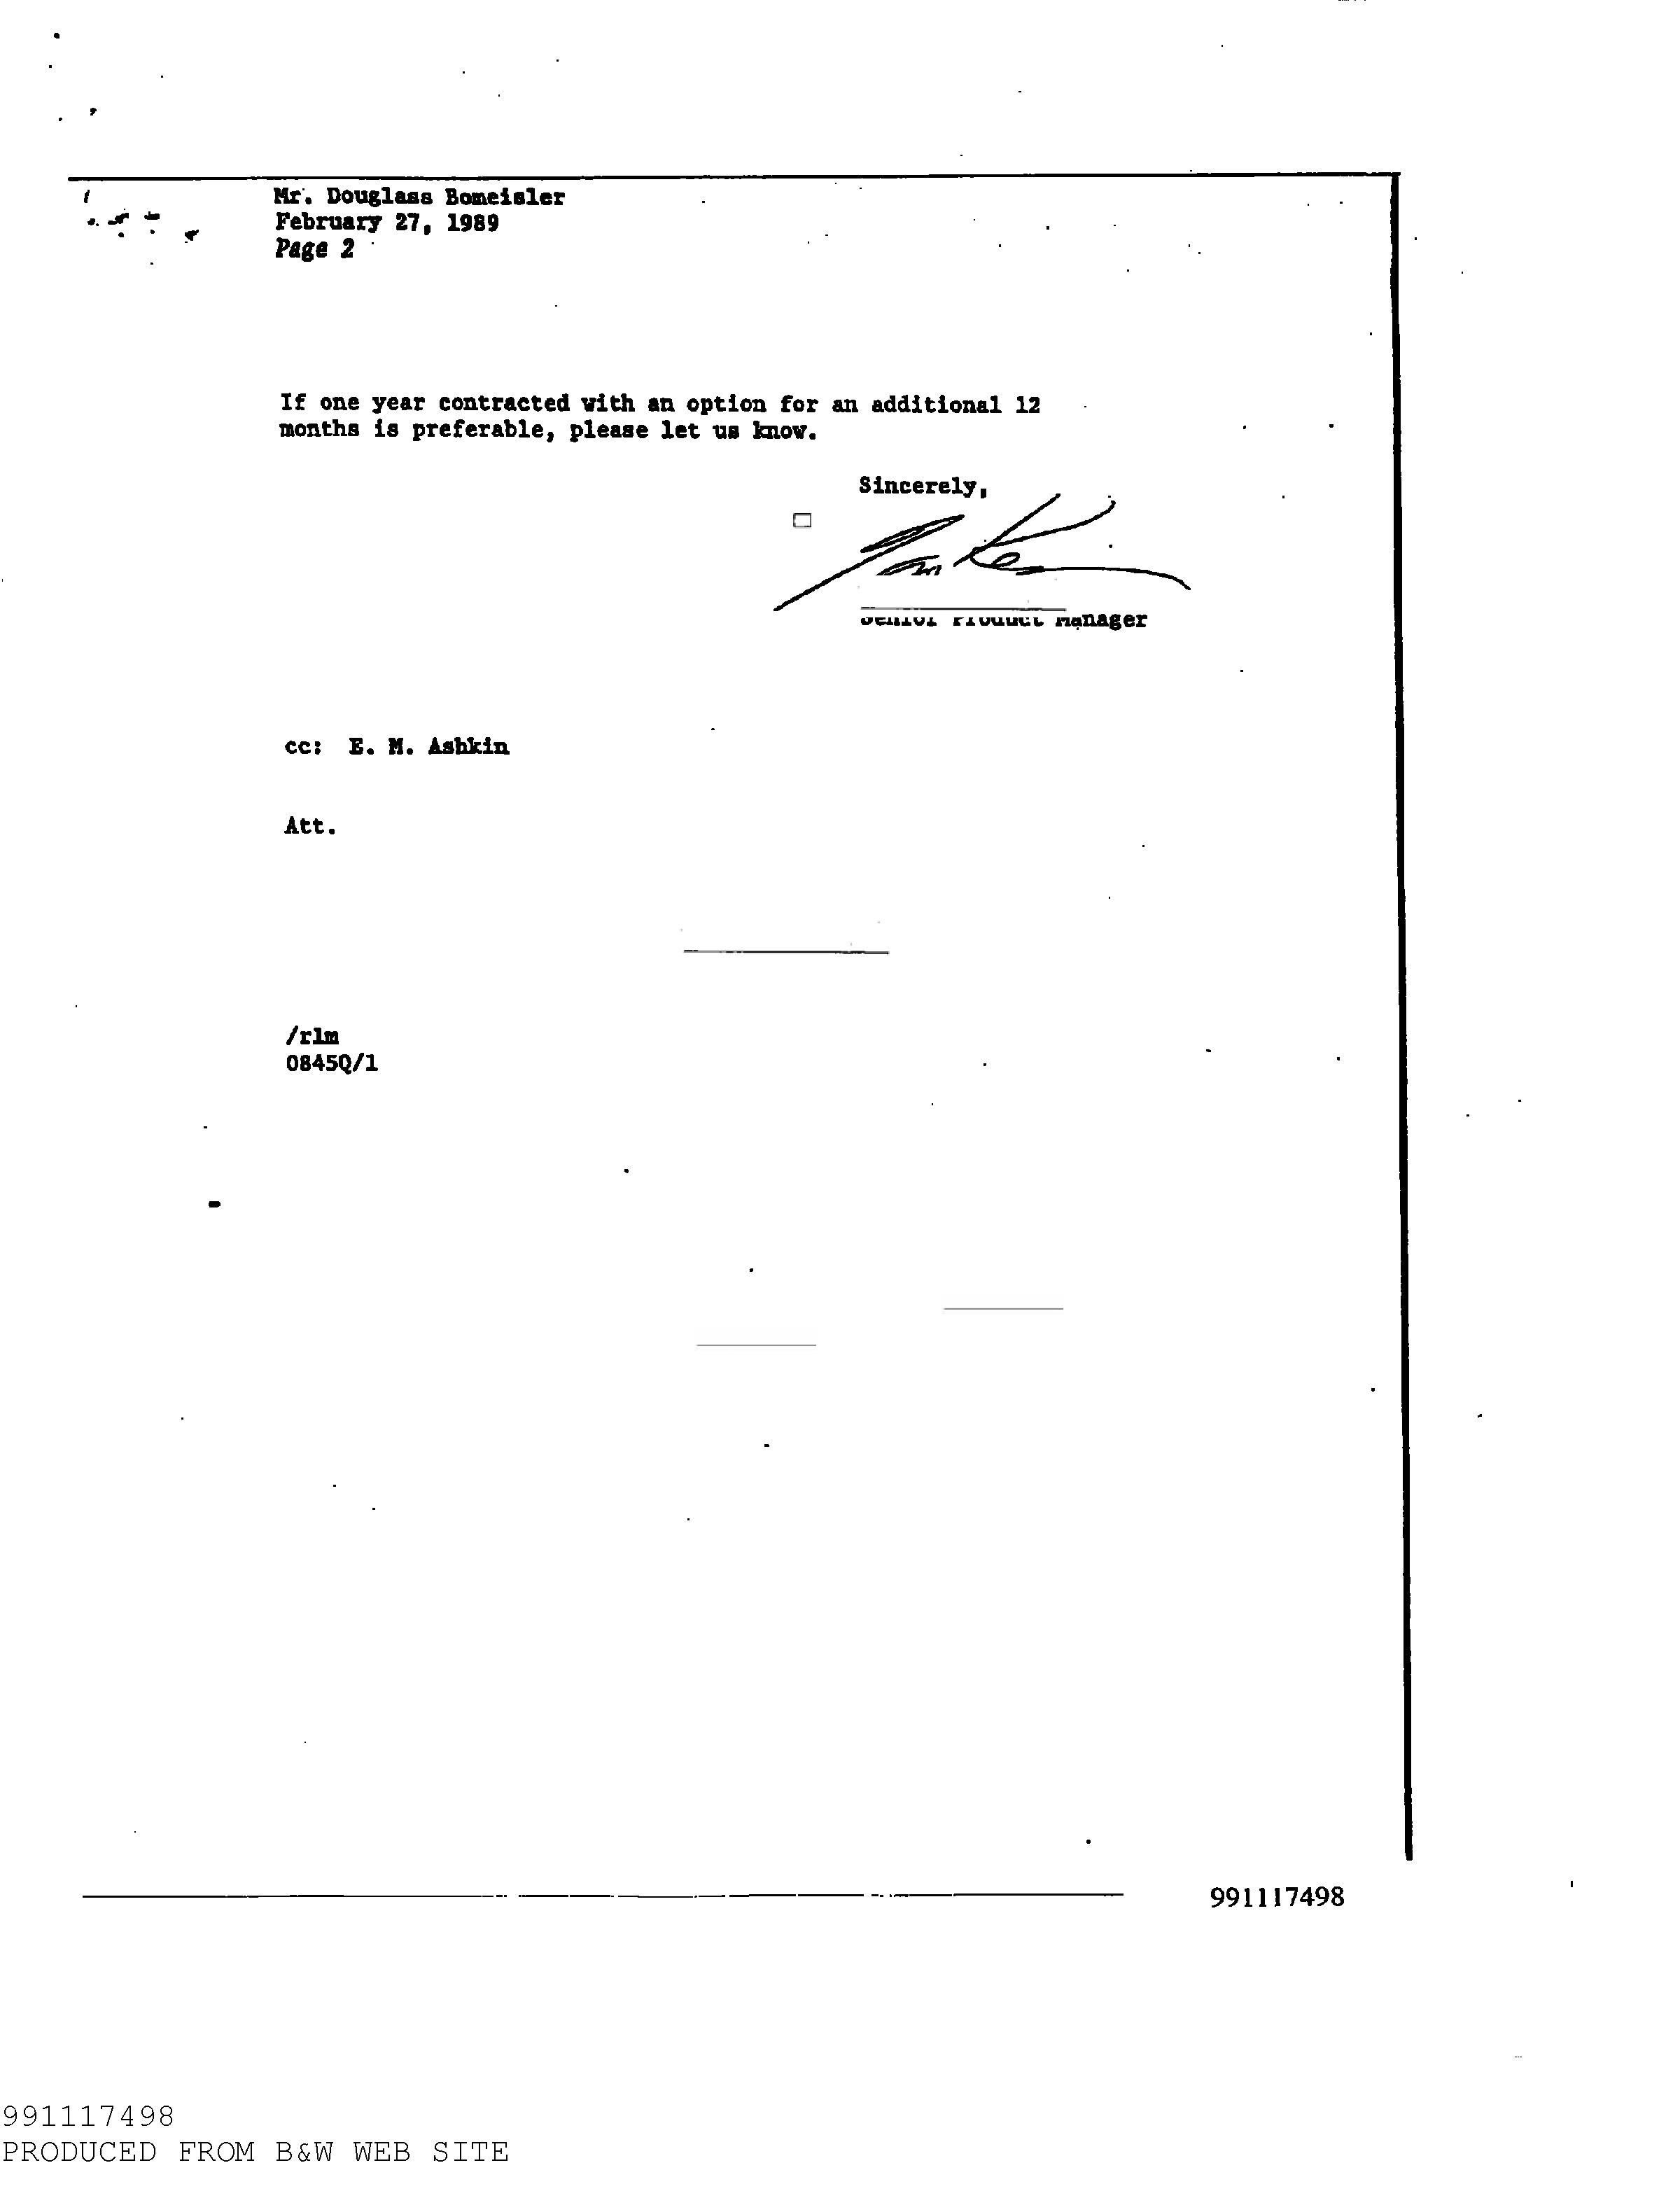 Mr. Douglass Bomeisler
February 27, 1989
Page 2
If one year contracted with an option for an additional 12
months is preferable, please let us know.
Sincerely,
Senior Product Manager
cc: E. M. Ashkin
Att.
/rlm
0845Q/1
991117498
991117498
PRODUCED FROM B&W WEB SITE